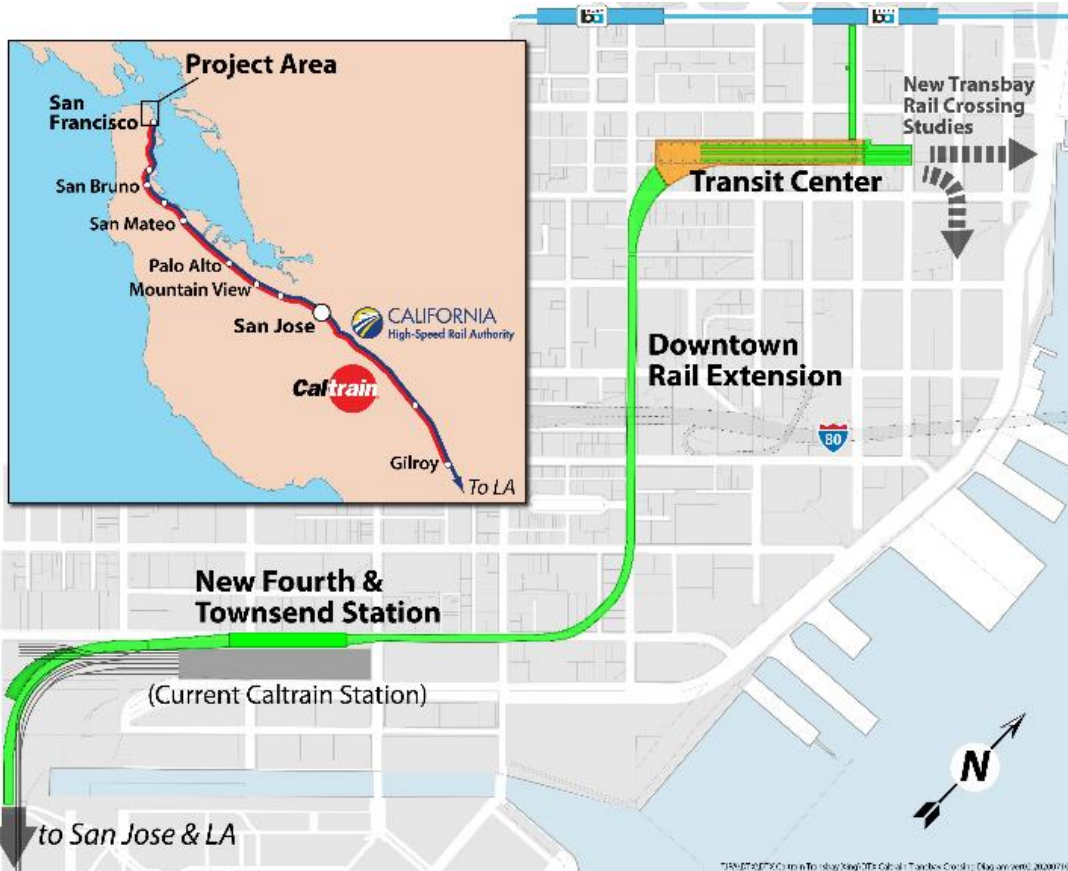 ba
ba
Project Area
San
Francisco
San Bruno
San Mateo
Palo Alto
Mountain View
San Jose
CALIFORNIA
High-Speed Rail Authority
Caltrain
Gilroy
To LA
New Transbay
Rail Crossing
Studies
Transit Center
Downtown
Rail Extension
80
New Fourth &
Townsend Station
(Current Caltrain Station)
N
to San Jose & LA